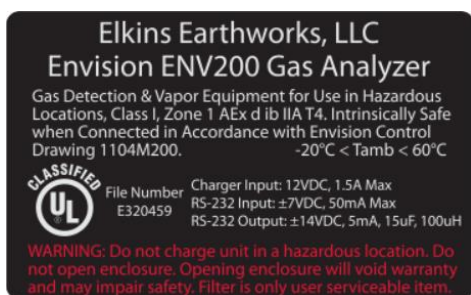 Elkins Earthworks, LLC
Envision ENV200 Gas Analyzer
Gas Detection & Vapor Equipment for Use in Hazardous
Locations, Class I, Zone 1 AEx d ib IIA T4. Intrinsically Safe
when Connected in Accordance with Envision Control
Drawing 1104M200. -20°C < Tamb < 60°C
CLASSIFIED
UL
File Number
E320459
Charger Input: 12VDC, 1.5A Max
RS-232 Input: ±7VDC, 50mA Max
RS-232 Output: ±14VDC, 5mA, 15uF, 100uH
WARNING: Do not charge unit in a hazardous location. Do
not open enclosure. Opening enclosure will void warranty
and may impair safety. Filter is only user serviceable item.